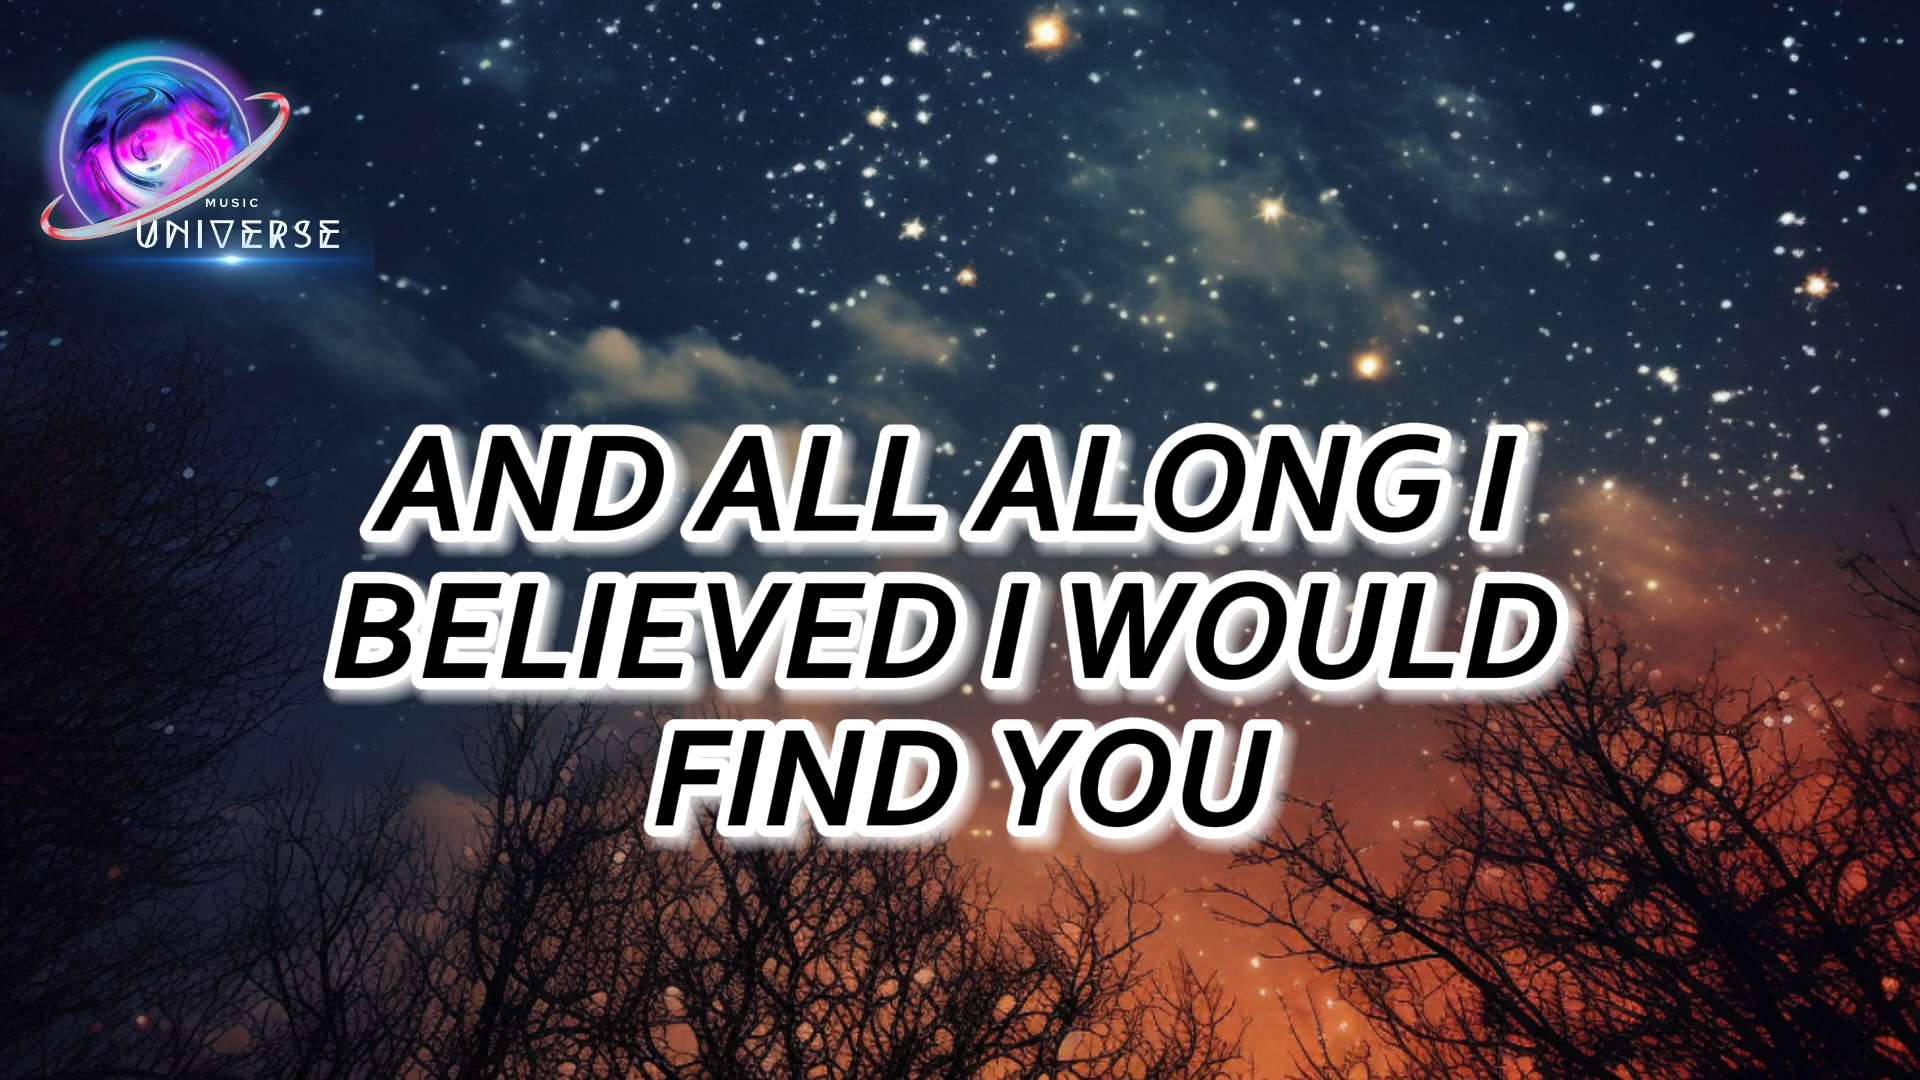 MUSIC
UNIVERSE
AND ALL ALONG I
BELIEVED I WOULD
FIND YOU